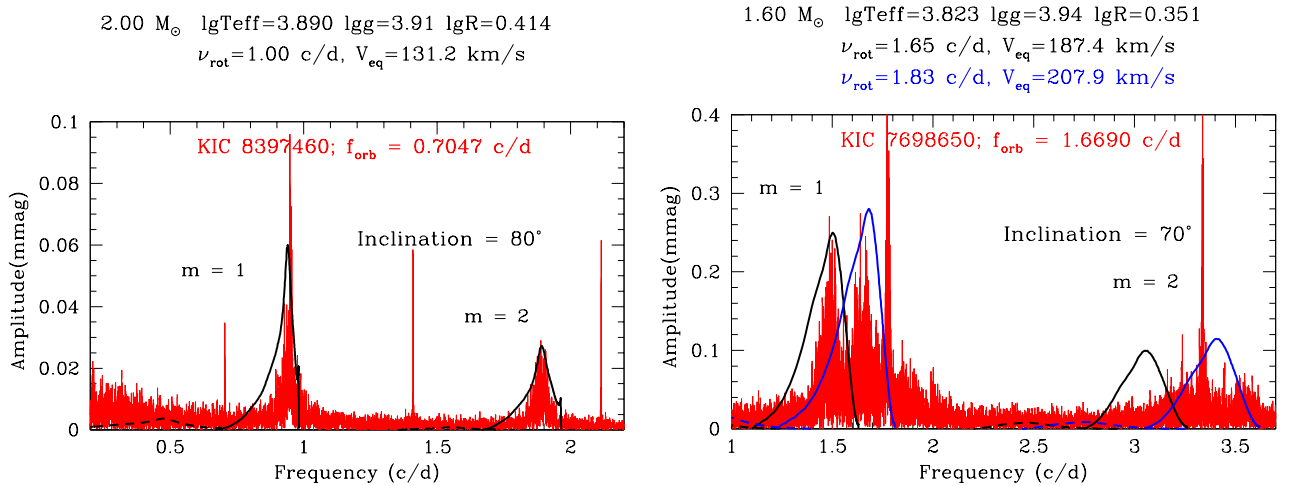 2.00 M☉ lgTeff=3.890 lgg=3.91 lgR=0.414
νrot=1.00 c/d, Veq=131.2 km/s
0.1
0.08
0.06
0.04
0.02
0
Amplitude(mmag)
KIC 8397460; forb = 0.7047 c/d
Inclination = 80°
m = 1
m = 2
0.5
1
1.5
2
Frequency (c/d)
1.60 M☉ lgTeff=3.823 lgg=3.94 lgR=0.351
νrot=1.65 c/d, Veq=187.4 km/s
νrot=1.83 c/d, Veq=207.9 km/s
0.4
0.3
0.2
0.1
0
Amplitude(mmag)
KIC 7698650; forb = 1.6690 c/d
m = 1
Inclination = 70°
m = 2
1
1.5
2
2.5
3
3.5
Frequency (c/d)